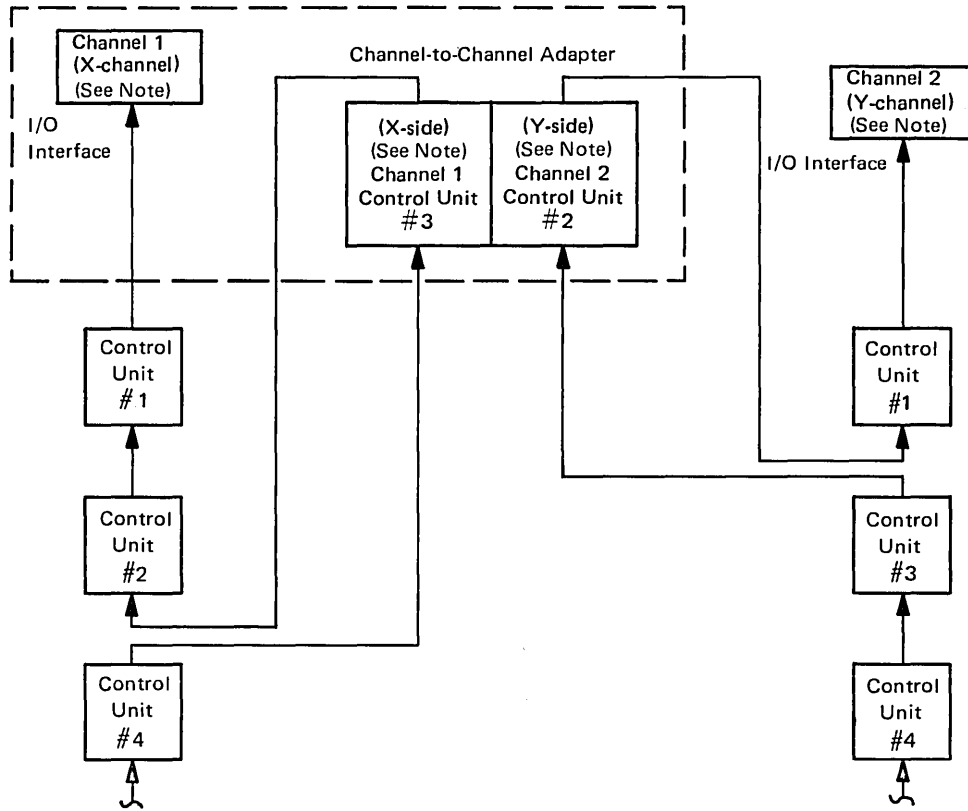 Channel 1
(X-channel)
(See Note)
I/O
Interface
Channel-to-Channel Adapter
(X-side)
(See Note)
Channel 1
Control Unit
#3
(Y-side)
(See Note)
Channel 2
Control Unit
#2
Channel 2
(Y-channel)
(See Note)
I/O Interface
Control
Unit
#1
Control
Unit
#2
Control
Unit
#4
Control
Unit
#1
Control
Unit
#3
Control
Unit
#4